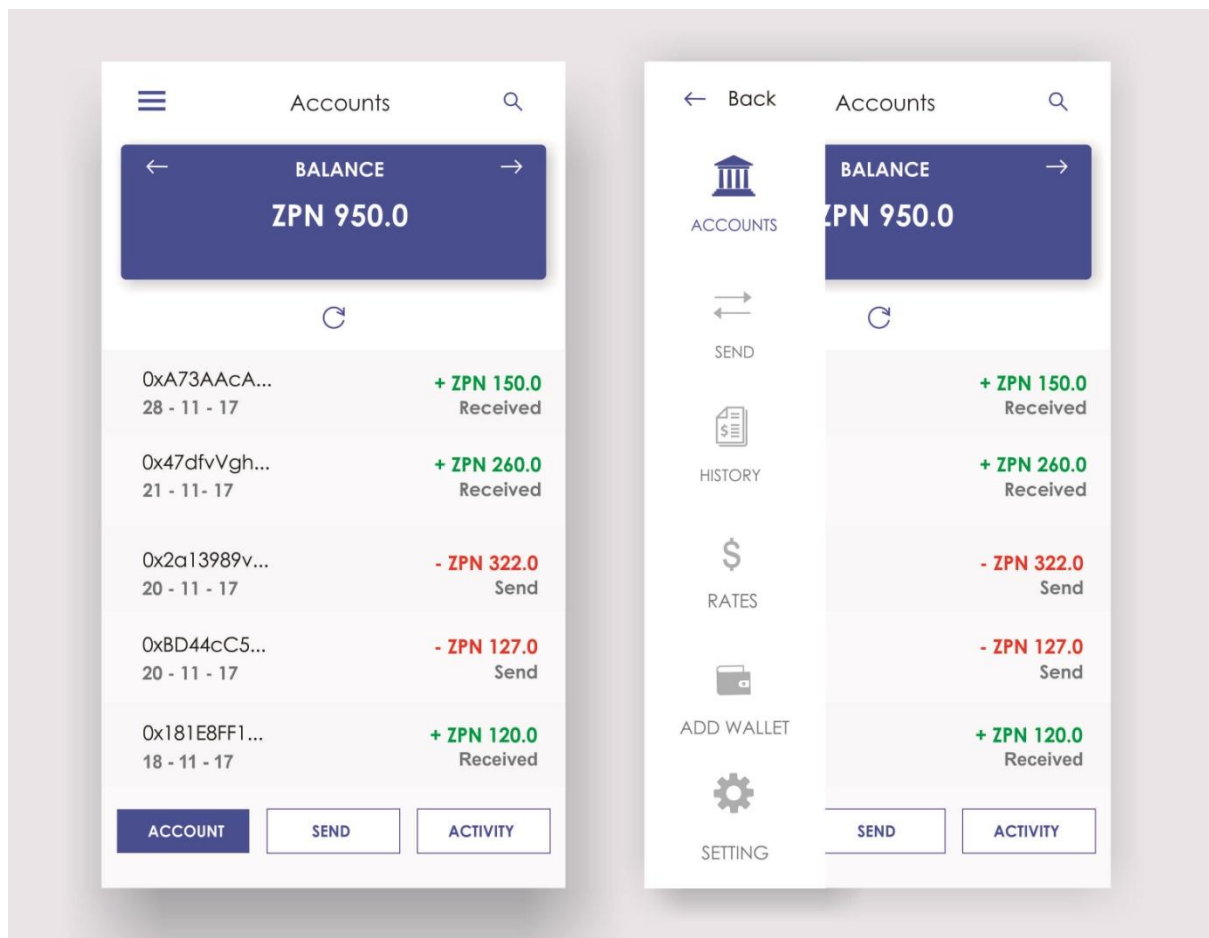 Accounts
BALANCE
ZPN 950.0
0xA73AAcA... + ZPN 150.0
28 - 11 - 17 Received
0x47dfvVgh... + ZPN 260.0
21 - 11- 17 Received
0x2a13989v... - ZPN 322.0
20 - 11 - 17 Send
0xBD44cC5... - ZPN 127.0
20 - 11 - 17 Send
0x181E8FF1... + ZPN 120.0
18 - 11 - 17 Received
ACCOUNT SEND ACTIVITY
Back Accounts
ACCOUNTS
SEND
HISTORY
RATES
ADD WALLET
SETTING
BALANCE
ZPN 950.0
+ ZPN 150.0
Received
+ ZPN 260.0
Received
- ZPN 322.0
Send
- ZPN 127.0
Send
+ ZPN 120.0
Received
SEND ACTIVITY